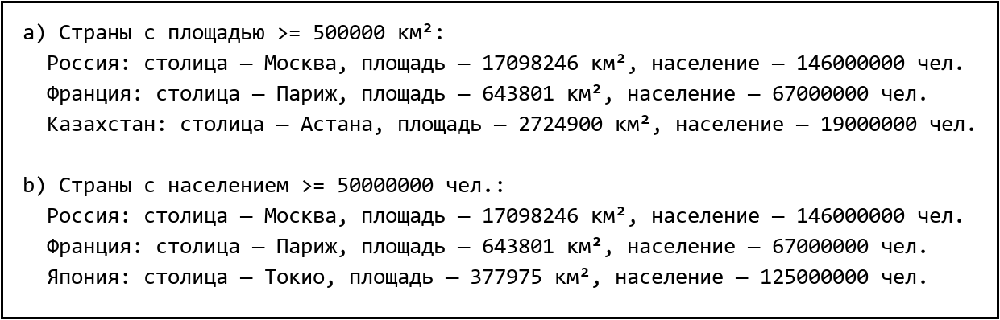 a) Страны с площадью >= 500000 км²:
Россия: столица – Москва, площадь – 17098246 км², население – 146000000 чел.
Франция: столица – Париж, площадь – 643801 км², население – 67000000 чел.
Казахстан: столица – Астана, площадь – 2724900 км², население – 19000000 чел.
b) Страны с населением >= 50000000 чел.:
Россия: столица – Москва, площадь – 17098246 км², население – 146000000 чел.
Франция: столица – Париж, площадь – 643801 км², население – 67000000 чел.
Япония: столица – Токио, площадь – 377975 км², население – 125000000 чел.